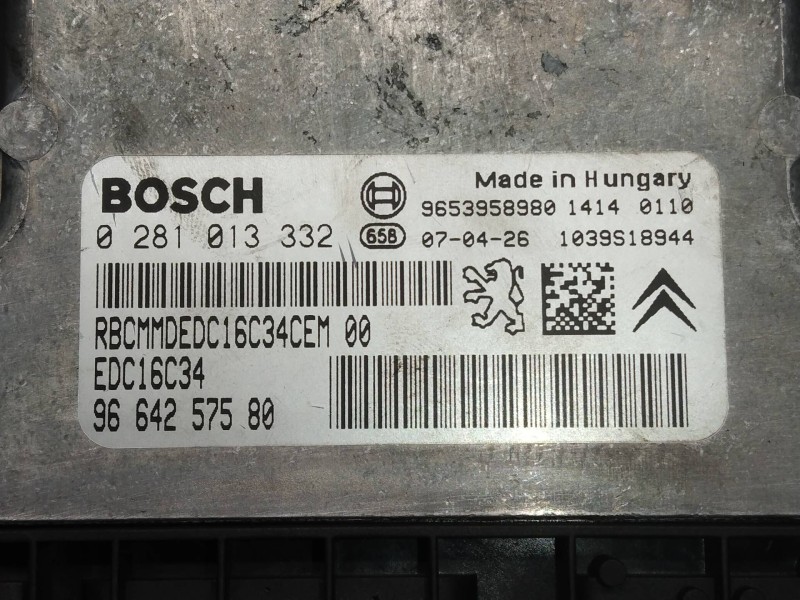 BOSCH
Made in Hungary
9653958980 1414 0110
0 281 013 332
65B 07-04-26 1039S18944
RBCMMDEDC16C34CEM 00
EDC16C34
96 642 575 80